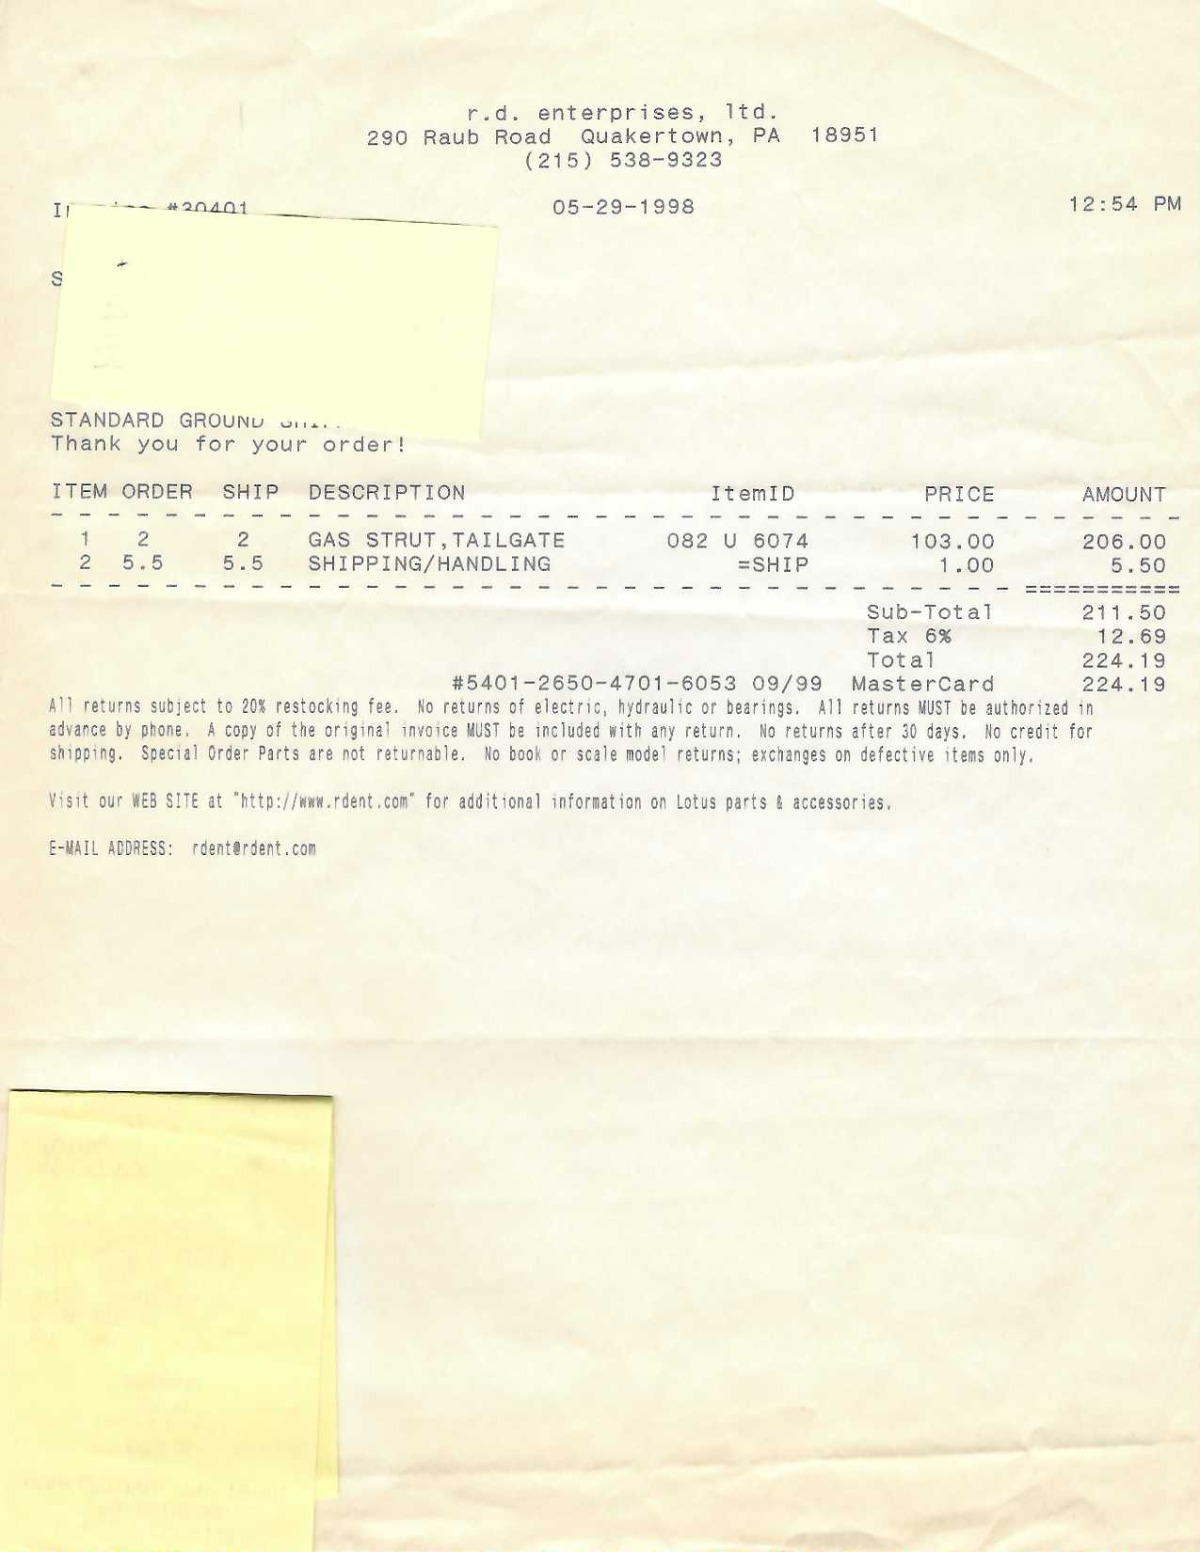 r.d. enterprises, ltd.
290 Raub Road Quakertown, PA 18951
(215) 538-9323
#30401 05-29-1998 12:54 PM
S
STANDARD GROUND
Thank you for your order!
ITEM ORDER SHIP DESCRIPTION ItemID PRICE AMOUNT
1 2 2 GAS STRUT,TAILGATE 082 U 6074 103.00 206.00
2 5.5 5.5 SHIPPING/HANDLING =SHIP 1.00 5.50
Sub-Total 211.50
Tax 6% 12.69
Total 224.19
#5401-2650-4701-6053 09/99 MasterCard 224.19
All returns subject to 20% restocking fee. No returns of electric, hydraulic or bearings. All returns MUST be authorized in
advance by phone. A copy of the original invoice MUST be included with any return. No returns after 30 days. No credit for
shipping. Special Order Parts are not returnable. No book or scale model returns; exchanges on defective items only.
Visit our WEB SITE at "http://www.rdent.com" for additional information on Lotus parts & accessories.
E-MAIL ADDRESS: rdent@rdent.com